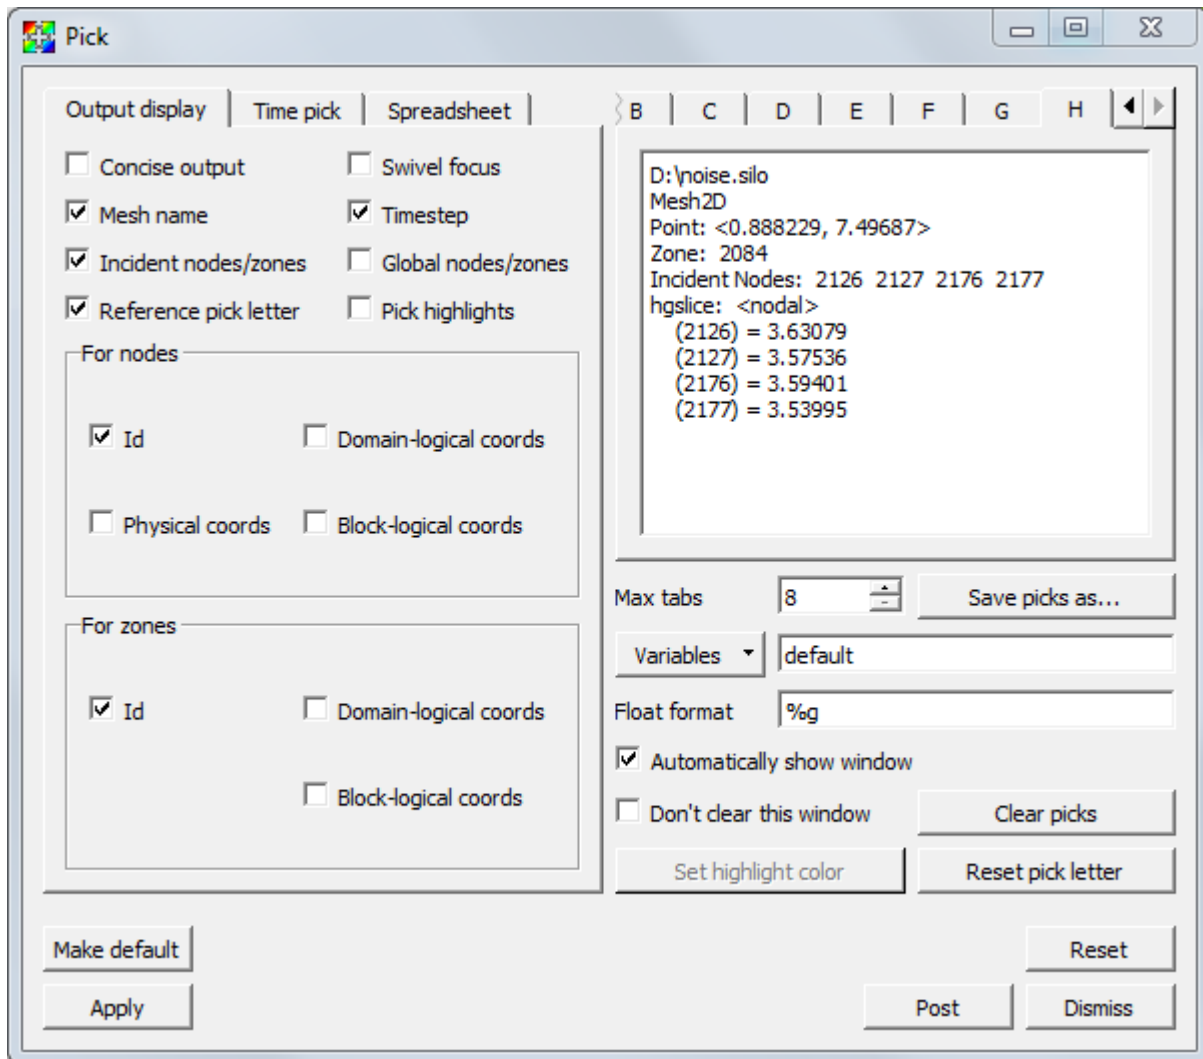 Pick
Output display Time pick Spreadsheet
Concise output Swivel focus
Mesh name Timestep
Incident nodes/zones Global nodes/zones
Reference pick letter Pick highlights
For nodes
Id Domain-logical coords
Physical coords Block-logical coords
For zones
Id Domain-logical coords
Block-logical coords
B C D E F G H
D:\noise.silo
Mesh2D
Point: <0.888229, 7.49687>
Zone: 2084
Incident Nodes: 2126 2127 2176 2177
hgslice: <nodal>
(2126) = 3.63079
(2127) = 3.57536
(2176) = 3.59401
(2177) = 3.53995
Max tabs 8 Save picks as...
Variables default
Float format %g
Automatically show window
Don't clear this window Clear picks
Set highlight color Reset pick letter
Make default Reset
Apply Post Dismiss